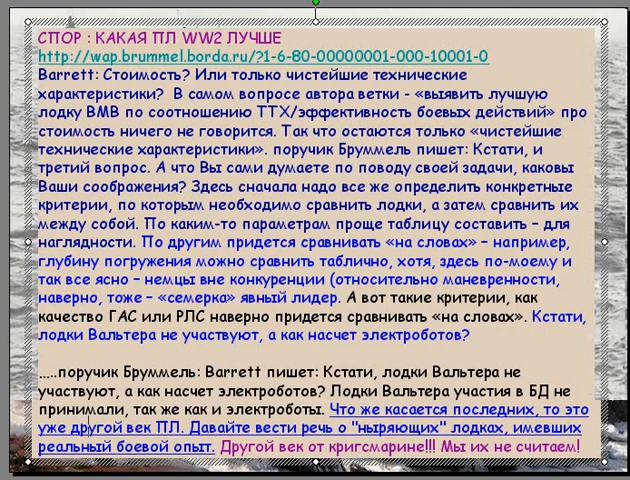 СПОР : КАКАЯ ПЛ WW2 ЛУЧШЕ
http://wap.brummel.borda.ru/?1-6-80-00000001-000-10001-0
Barrett: Стоимость? Или только чистейшие технические
характеристики?  В самом вопросе автора ветки - «выявить лучшую
лодку ВМВ по соотношению ТТХ/эффективность боевых действий» про
стоимость ничего не говорится. Так что остаются только «чистейшие
технические характеристики». поручик Бруммель пишет: Кстати, и
третий вопрос. А что Вы сами думаете по поводу своей задачи, каковы
Ваши соображения? Здесь сначала надо все же определить конкретные
критерии, по которым необходимо сравнить лодки, а затем сравнить их
между собой. По каким-то параметрам проще таблицу составить – для
наглядности. По другим придется сравнивать «на словах» – например,
глубину погружения можно сравнить таблично, хотя, здесь по-моему и
так все ясно – немцы вне конкуренции (относительно маневренности,
наверно, тоже – «семерка» явный лидер. А вот такие критерии, как
качество ГАС или РЛС наверно придется сравнивать «на словах». Кстати,
лодки Вальтера не участвуют, а как насчет электроботов?
.....поручик Бруммель: Barrett пишет: Кстати, лодки Вальтера не
участвуют, а как насчет электроботов? Лодки Вальтера участия в БД не
принимали, так же как и электроботы. Что же касается последних, то это
уже другой век ПЛ. Давайте вести речь о "ныряющих" лодках, имевших
реальный боевой опыт. Другой век от кригсмарине!!! Мы их не считаем!